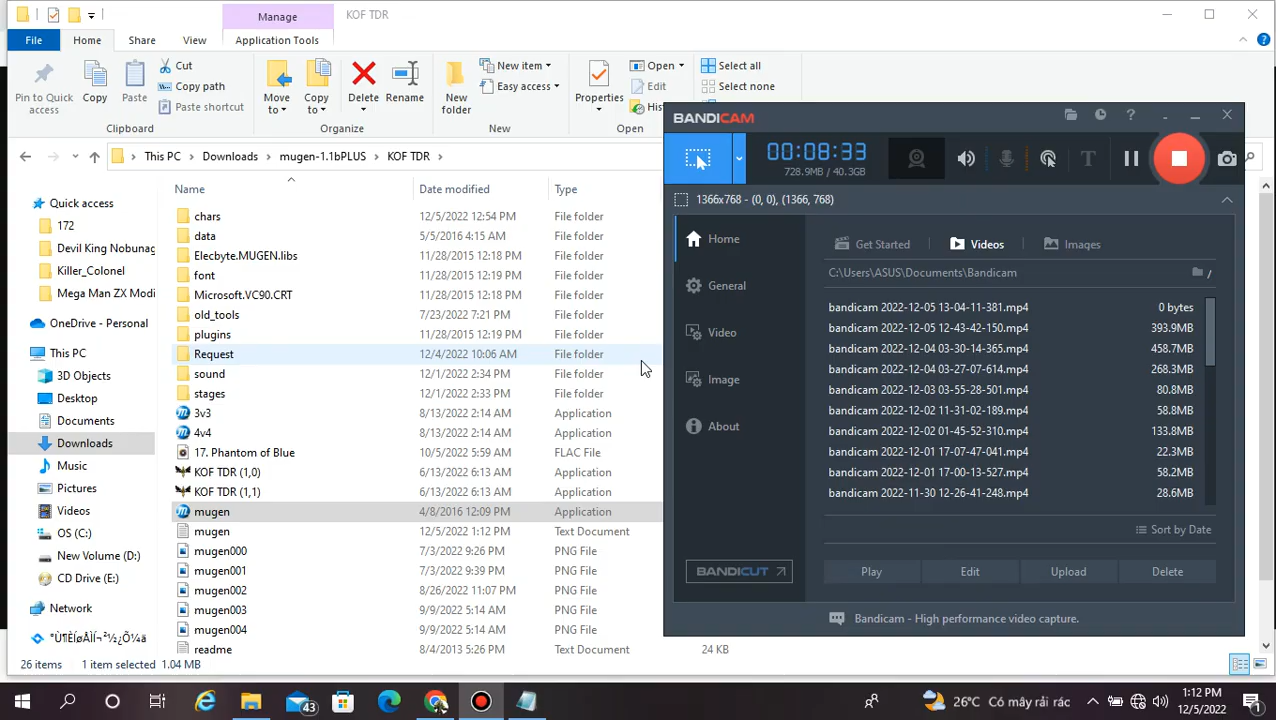 Manage
KOF TDR
File
Home
Share
View
Application Tools
Pin to Quick access
Copy
Paste
Cut
Copy path
Paste shortcut
Clipboard
Move to
Copy to
Delete
Rename
Organize
New folder
New item
Easy access
New
Properties
Open
Edit
Hist
Open
Select all
Select none
This PC
Downloads
mugen-1.1bPLUS
KOF TDR
Quick access
172
Devil King Nobunag
Killer_Colonel
Mega Man ZX Modi
OneDrive - Personal
This PC
3D Objects
Desktop
Documents
Downloads
Music
Pictures
Videos
OS (C:)
New Volume (D:)
CD Drive (E:)
Network
Name Date modified Type
chars 12/5/2022 12:54 PM File folder
data 5/5/2016 4:15 AM File folder
Elecbyte.MUGEN.libs 11/28/2015 12:18 PM File folder
font 11/28/2015 12:18 PM File folder
Microsoft.VC90.CRT 11/28/2015 12:18 PM File folder
old_tools 7/23/2022 7:21 PM File folder
plugins 11/28/2015 12:19 PM File folder
Request 12/4/2022 10:06 AM File folder
sound 12/1/2022 2:34 PM File folder
stages 12/1/2022 2:33 PM File folder
3v3 8/13/2022 2:14 AM Application
4v4 8/13/2022 2:14 AM Application
17. Phantom of Blue 10/5/2022 5:59 AM FLAC File
KOF TDR (1,0) 6/13/2022 6:13 AM Application
KOF TDR (1,1) 6/13/2022 6:13 AM Application
mugen 4/8/2016 12:09 PM Application
mugen 12/5/2022 1:12 PM Text Document
mugen000 7/3/2022 9:26 PM PNG File
mugen001 7/3/2022 9:39 PM PNG File
mugen002 8/26/2022 11:07 PM PNG File
mugen003 9/9/2022 5:14 AM PNG File
mugen004 9/9/2022 5:14 AM PNG File
readme 8/4/2013 5:26 PM Text Document 24 KB
26 items 1 item selected 1.04 MB
BANDICAM
00:08:33
728.9MB / 40.3GB
1366x768 - (0, 0), (1366, 768)
Home
General
Video
Image
About
BANDICUT
Get Started
Videos
Images
C:\Users\ASUS\Documents\Bandicam
bandicam 2022-12-05 13-04-11-381.mp4 0 bytes
bandicam 2022-12-05 12-43-42-150.mp4 393.9MB
bandicam 2022-12-04 03-30-14-365.mp4 458.7MB
bandicam 2022-12-04 03-27-07-614.mp4 268.3MB
bandicam 2022-12-03 03-55-28-501.mp4 80.8MB
bandicam 2022-12-02 11-31-02-189.mp4 58.8MB
bandicam 2022-12-02 01-45-52-310.mp4 133.8MB
bandicam 2022-12-01 17-07-47-041.mp4 22.3MB
bandicam 2022-12-01 17-00-13-527.mp4 58.2MB
bandicam 2022-11-30 12-26-41-248.mp4 28.6MB
Sort by Date
Play
Edit
Upload
Delete
Bandicam - High performance video capture.
43
26°C Có mây rải rác
1:12 PM
12/5/2022
1